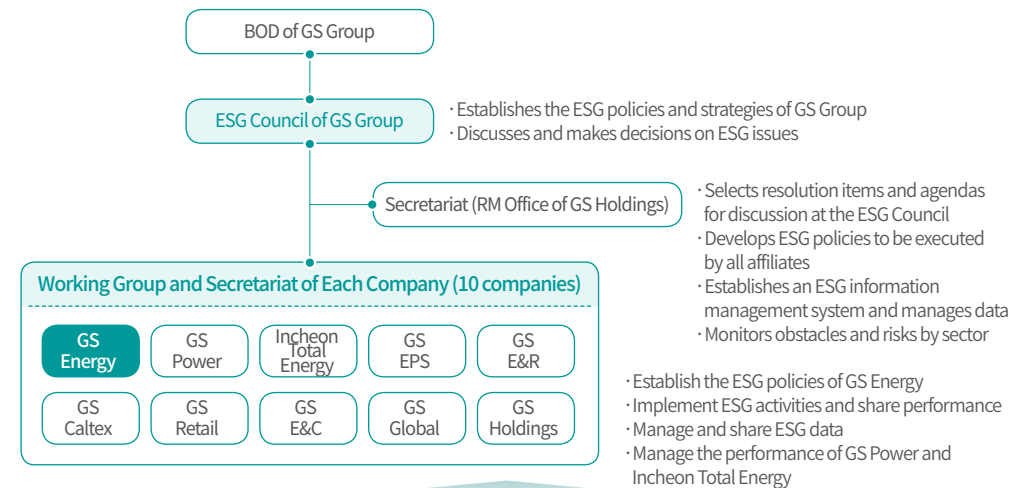 BOD of GS Group
ESG Council of GS Group
· Establishes the ESG policies and strategies of GS Group
· Discusses and makes decisions on ESG issues
Secretariat (RM Office of GS Holdings)
· Selects resolution items and agendas
for discussion at the ESG Council
· Develops ESG policies to be executed
by all affiliates
· Establishes an ESG information
management system and manages data
· Monitors obstacles and risks by sector
Working Group and Secretariat of Each Company (10 companies)
GS
Energy
GS
Power
Incheon
Total
Energy
GS
EPS
GS
E&R
GS
Caltex
GS
Retail
GS
E&C
GS
Global
GS
Holdings
· Establish the ESG policies of GS Energy
· Implement ESG activities and share performance
· Manage and share ESG data
· Manage the performance of GS Power and
Incheon Total Energy